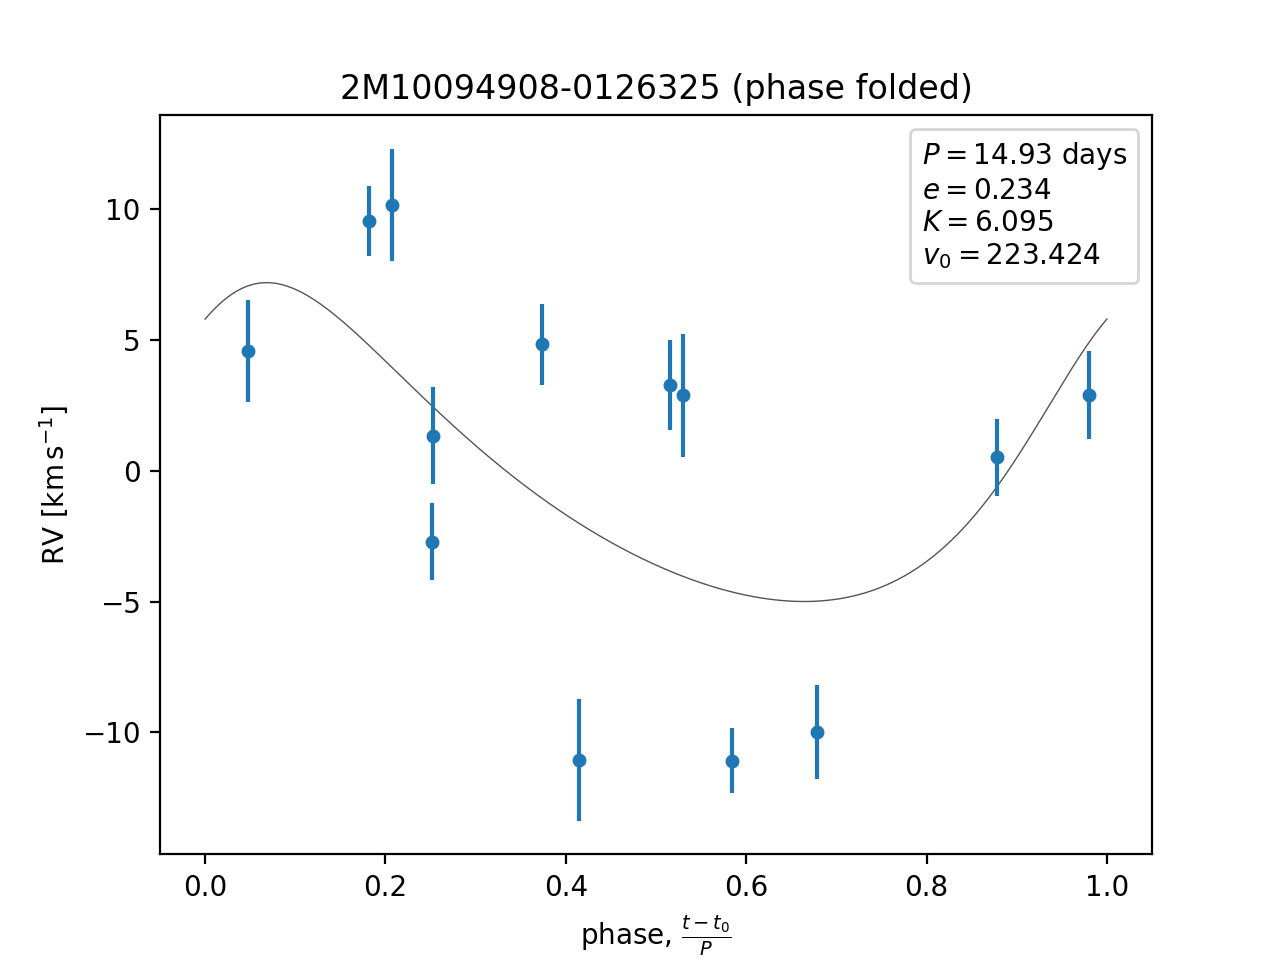 2M10094908-0126325 (phase folded)
P = 14.93 days
e = 0.234
K = 6.095
v₀ = 223.424
10
5
0
−5
−10
RV [km s⁻¹]
0.0 0.2 0.4 0.6 0.8 1.0
phase, (t − t₀)/P